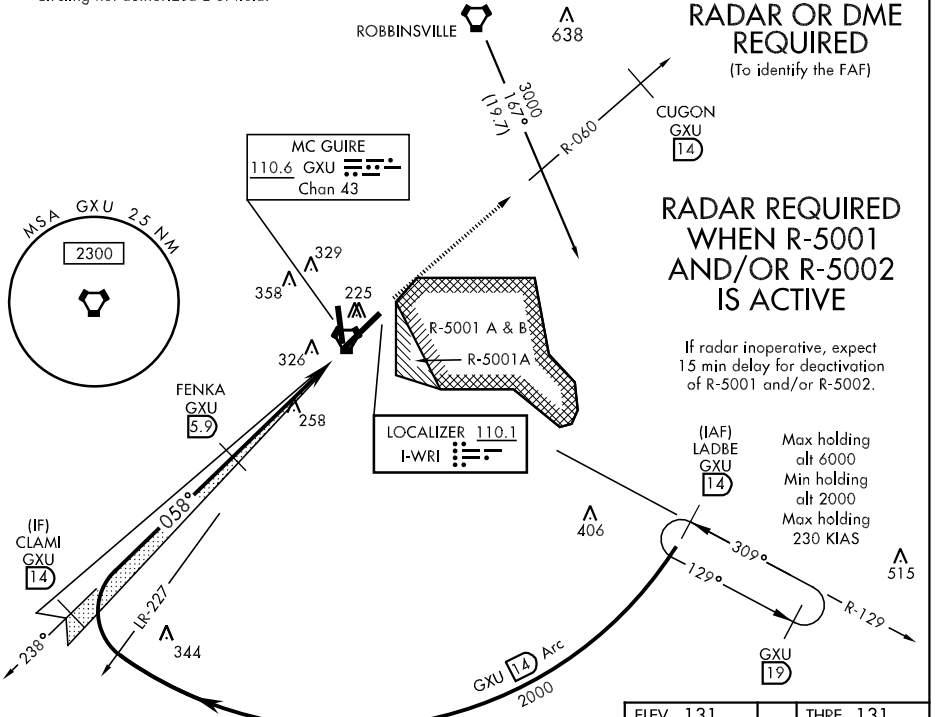 ROBBINSVILLE
638
RADAR OR DME
REQUIRED
(To identify the FAF)
3000
167°
(19.7)
R-060
CUGON
GXU
14
MC GUIRE
110.6 GXU
Chan 43
MSA GXU 25 NM
2300
RADAR REQUIRED
WHEN R-5001
AND/OR R-5002
IS ACTIVE
If radar inoperative, expect
15 min delay for deactivation
of R-5001 and/or R-5002.
329
358
225
326
258
R-5001 A & B
R-5001A
FENKA
GXU
5.9
LOCALIZER 110.1
I-WRI
(IAF)
LADBE
GXU
14
Max holding
alt 6000
Min holding
alt 2000
Max holding
230 KIAS
058°
(IF)
CLAMI
GXU
14
406
309°
129°
515
R-129
LR-227
238°
344
GXU 14 Arc
2000
GXU
19
ELEV 131
THRE 131